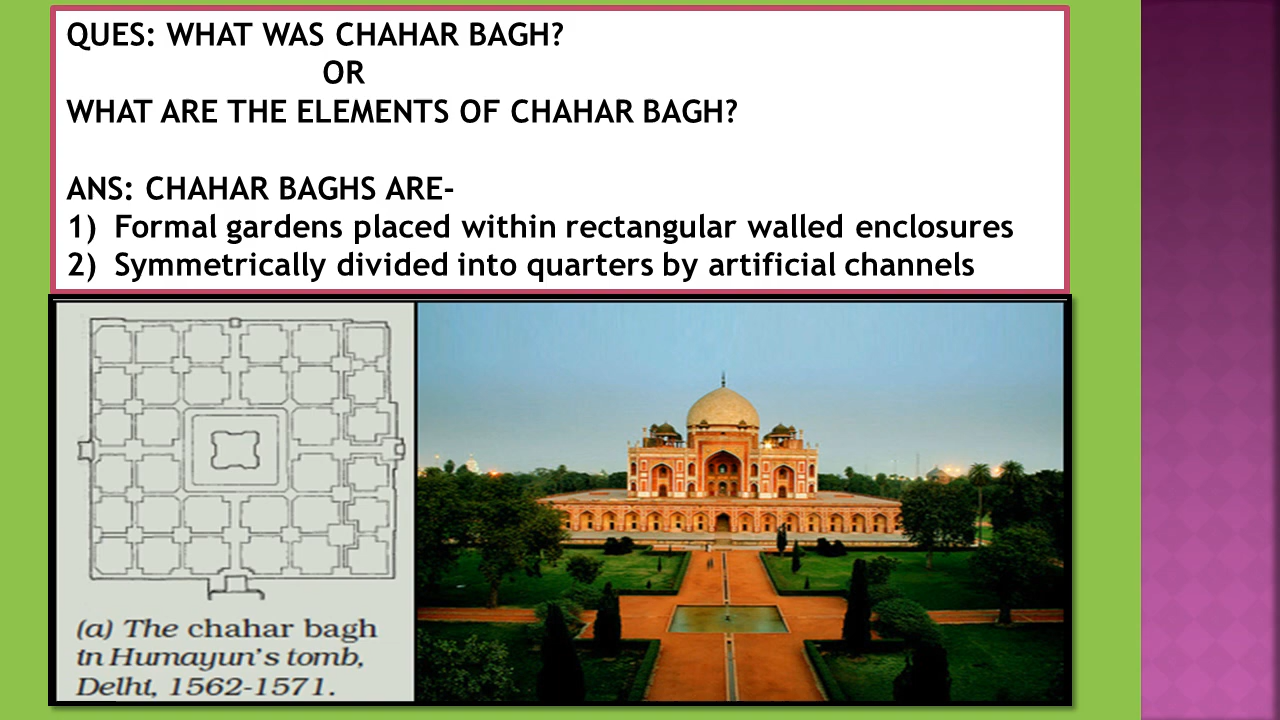 QUES: WHAT WAS CHAHAR BAGH?
OR
WHAT ARE THE ELEMENTS OF CHAHAR BAGH?
ANS: CHAHAR BAGHS ARE-
1) Formal gardens placed within rectangular walled enclosures
2) Symmetrically divided into quarters by artificial channels
(a) The chahar bagh
in Humayun's tomb,
Delhi, 1562-1571.